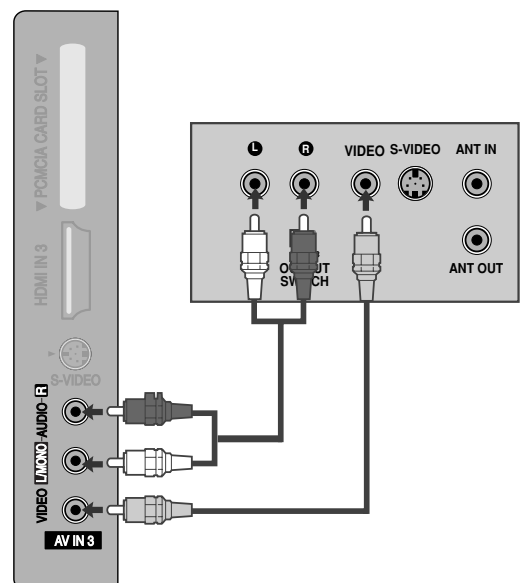 ▼ PCMCIA CARD SLOT ▼
HDMI IN 3
S-VIDEO
VIDEO L/MONO-AUDIO-R
AV IN 3
L R VIDEO S-VIDEO ANT IN
ANT OUT
SWITCH